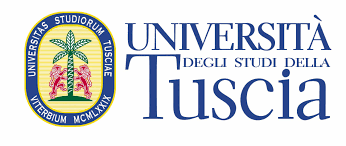 UNIVERSITAS STUDIORUM TUSCIAE
VITERBIUM MCMLXXIX
UNIVERSITÀ
DEGLI STUDI DELLA
Tuscia